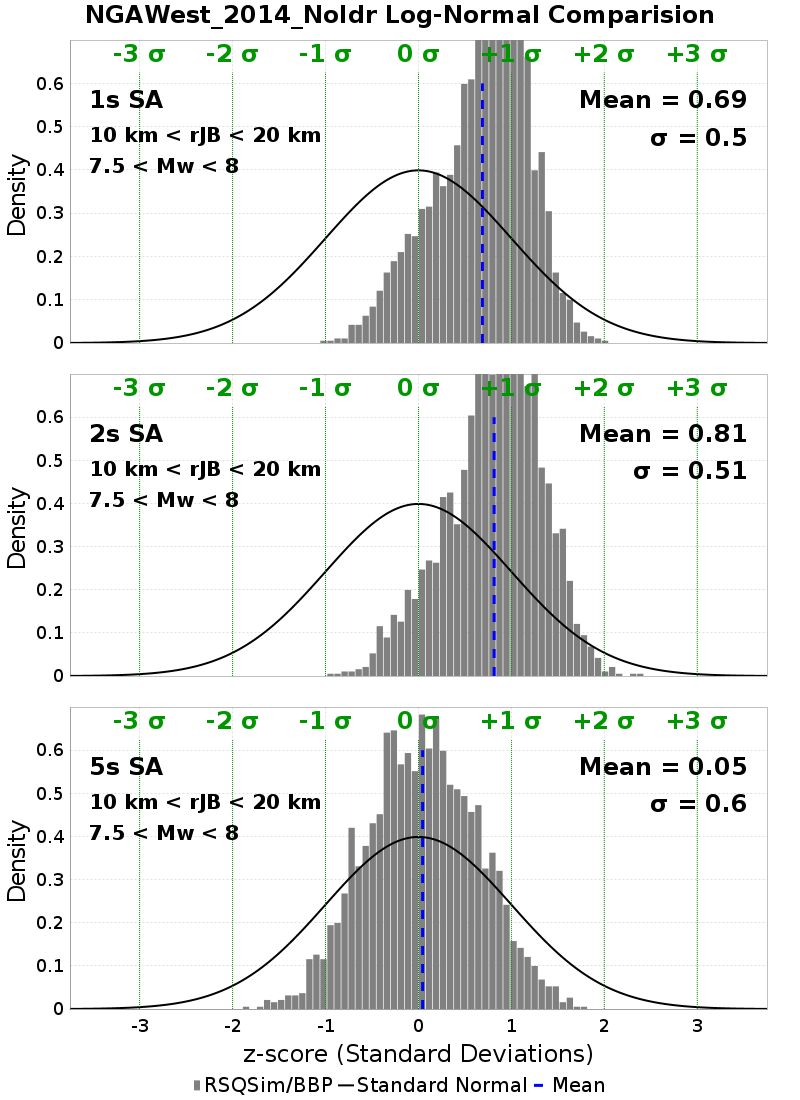 NGAWest_2014_NoIdr Log-Normal Comparision
-3 σ -2 σ -1 σ 0 σ +1 σ +2 σ +3 σ
1s SA
10 km < rJB < 20 km
7.5 < Mw < 8
Mean = 0.69
σ = 0.5
Density
0.6
0.5
0.4
0.3
0.2
0.1
0
-3 σ -2 σ -1 σ 0 σ +1 σ +2 σ +3 σ
2s SA
10 km < rJB < 20 km
7.5 < Mw < 8
Mean = 0.81
σ = 0.51
Density
0.6
0.5
0.4
0.3
0.2
0.1
0
-3 σ -2 σ -1 σ 0 σ +1 σ +2 σ +3 σ
5s SA
10 km < rJB < 20 km
7.5 < Mw < 8
Mean = 0.05
σ = 0.6
Density
0.6
0.5
0.4
0.3
0.2
0.1
0
-3 -2 -1 0 1 2 3
z-score (Standard Deviations)
RSQSim/BBP Standard Normal Mean